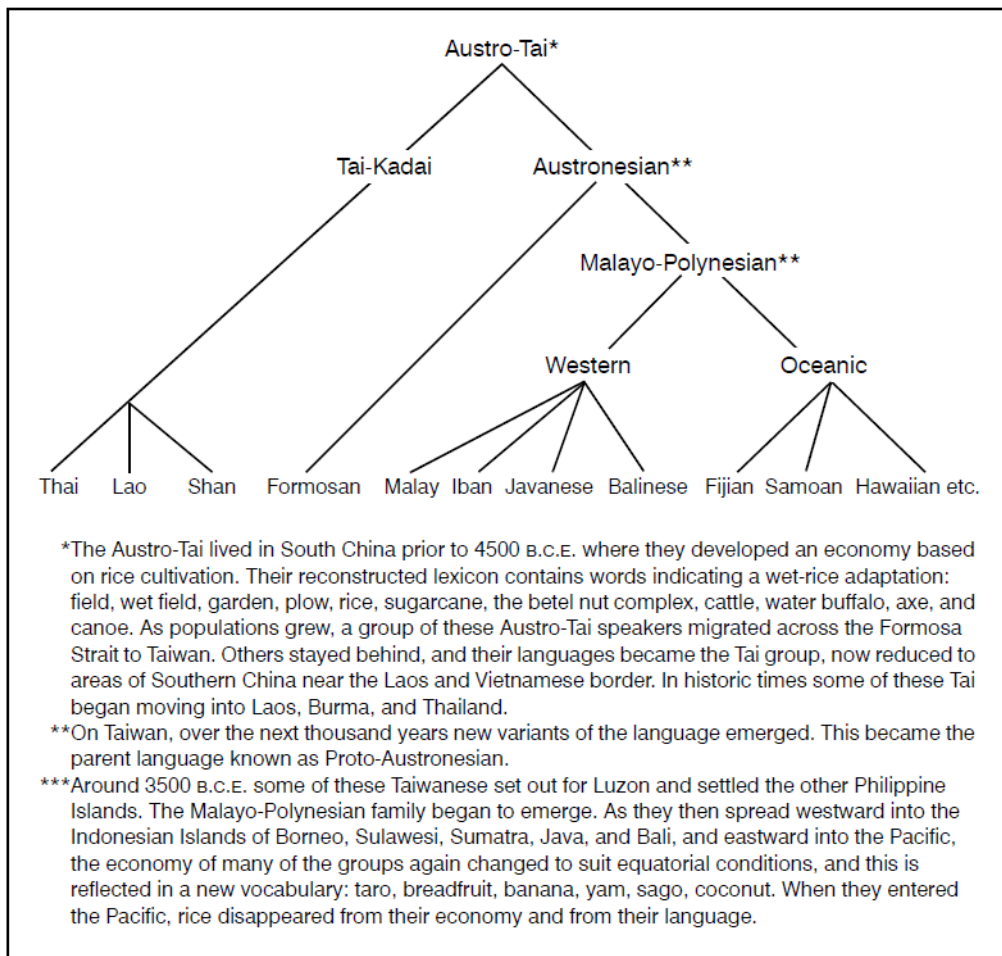 Austro-Tai*
Tai-Kadai Austronesian**
Malayo-Polynesian**
Western Oceanic
Thai Lao Shan Formosan Malay Iban Javanese Balinese Fijian Samoan Hawaiian etc.
*The Austro-Tai lived in South China prior to 4500 B.C.E. where they developed an economy based
on rice cultivation. Their reconstructed lexicon contains words indicating a wet-rice adaptation:
field, wet field, garden, plow, rice, sugarcane, the betel nut complex, cattle, water buffalo, axe, and
canoe. As populations grew, a group of these Austro-Tai speakers migrated across the Formosa
Strait to Taiwan. Others stayed behind, and their languages became the Tai group, now reduced to
areas of Southern China near the Laos and Vietnamese border. In historic times some of these Tai
began moving into Laos, Burma, and Thailand.
**On Taiwan, over the next thousand years new variants of the language emerged. This became the
parent language known as Proto-Austronesian.
***Around 3500 B.C.E. some of these Taiwanese set out for Luzon and settled the other Philippine
Islands. The Malayo-Polynesian family began to emerge. As they then spread westward into the
Indonesian Islands of Borneo, Sulawesi, Sumatra, Java, and Bali, and eastward into the Pacific,
the economy of many of the groups again changed to suit equatorial conditions, and this is
reflected in a new vocabulary: taro, breadfruit, banana, yam, sago, coconut. When they entered
the Pacific, rice disappeared from their economy and from their language.